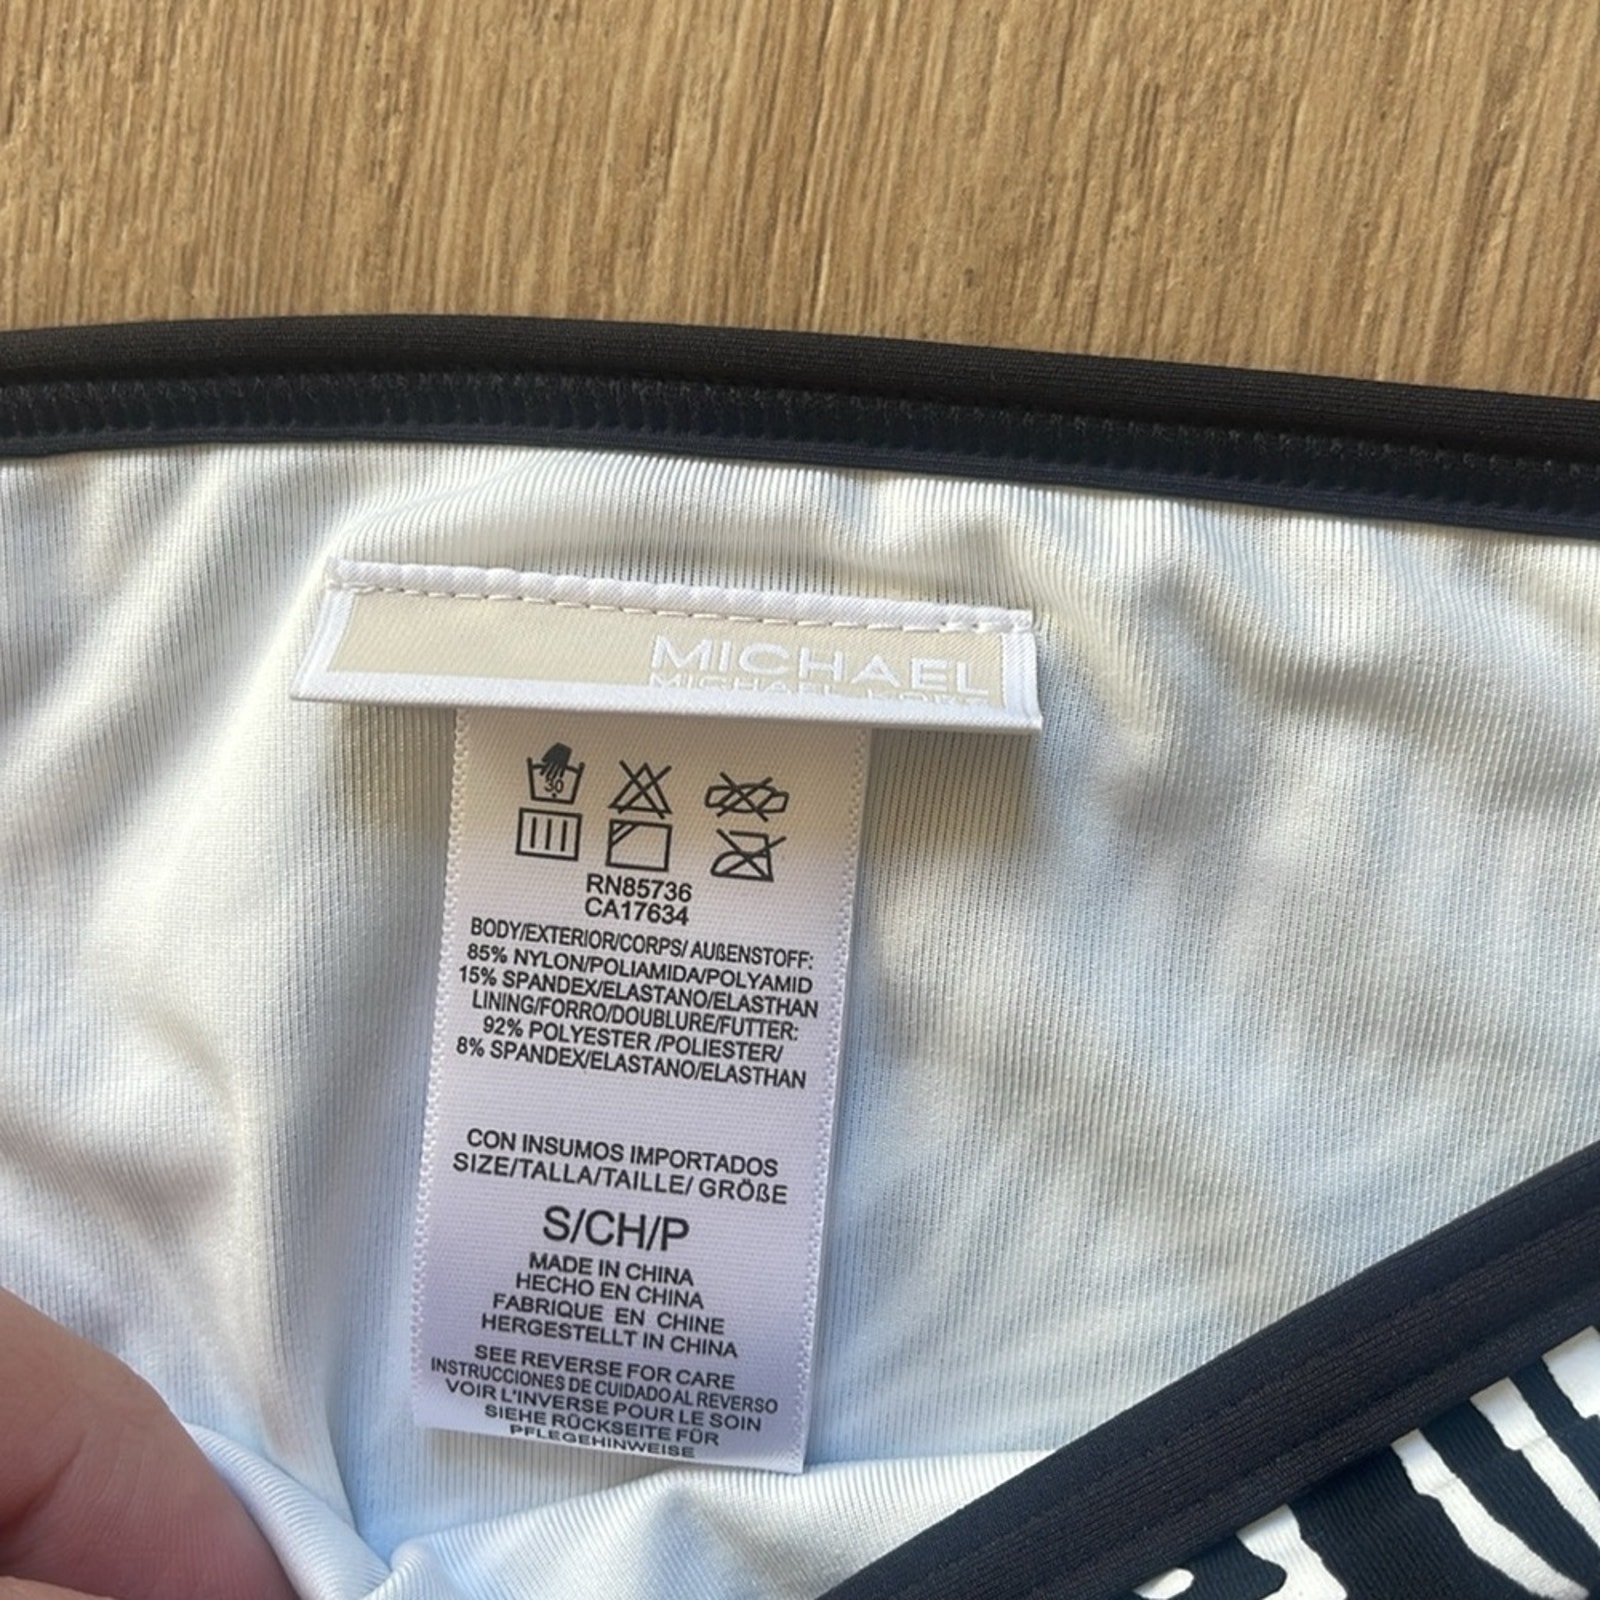 MICHAEL
MICHAEL KORS
30
RN85736
CA17634
BODY/EXTERIOR/CORPS/ AUßENSTOFF:
85% NYLON/POLIAMIDA/POLYAMID
15% SPANDEX/ELASTANO/ELASTHAN
LINING/FORRO/DOUBLURE/FUTTER:
92% POLYESTER /POLIESTER/
8% SPANDEX/ELASTANO/ELASTHAN
CON INSUMOS IMPORTADOS
SIZE/TALLA/TAILLE/ GRÖßE
S/CH/P
MADE IN CHINA
HECHO EN CHINA
FABRIQUE EN CHINE
HERGESTELLT IN CHINA
SEE REVERSE FOR CARE
INSTRUCCIONES DE CUIDADO AL REVERSO
VOIR L'INVERSE POUR LE SOIN
SIEHE RÜCKSEITE FÜR
PFLEGEHINWEISE